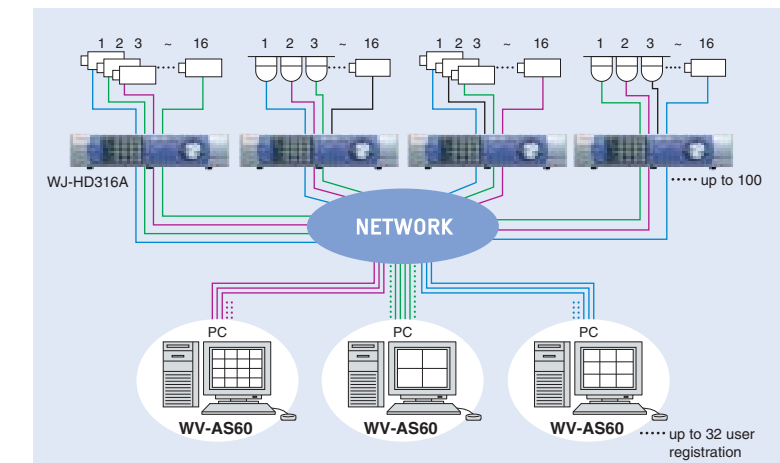 1 2 3 ~ 16
1 2 3 ~ 16
1 2 3 ~ 16
1 2 3 ~ 16
WJ-HD316A
up to 100
NETWORK
PC
PC
PC
WV-AS60
WV-AS60
WV-AS60
up to 32 user
registration